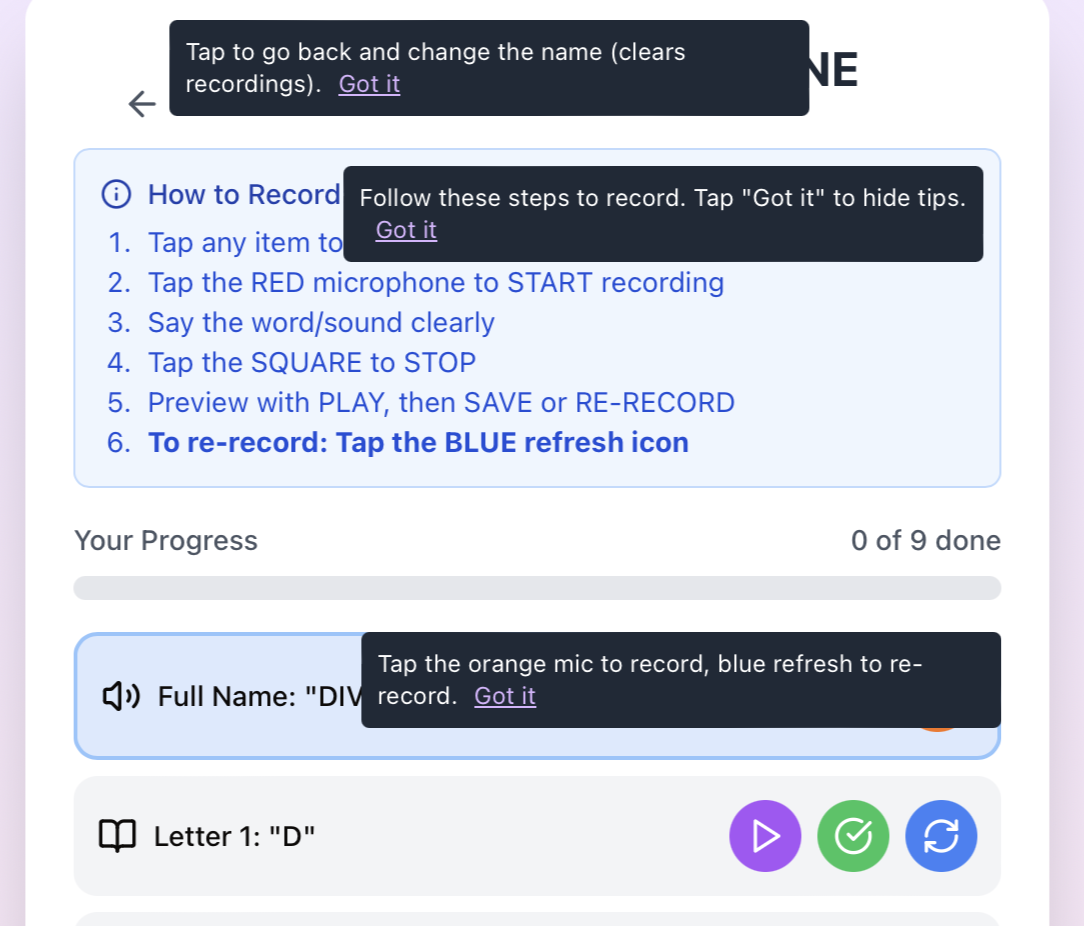 Tap to go back and change the name (clears
recordings). Got it
NE
How to Record
Follow these steps to record. Tap "Got it" to hide tips.
Got it
1. Tap any item to
2. Tap the RED microphone to START recording
3. Say the word/sound clearly
4. Tap the SQUARE to STOP
5. Preview with PLAY, then SAVE or RE-RECORD
6. To re-record: Tap the BLUE refresh icon
Your Progress 0 of 9 done
Tap the orange mic to record, blue refresh to re-
record. Got it
Full Name: "DIV
Letter 1: "D"